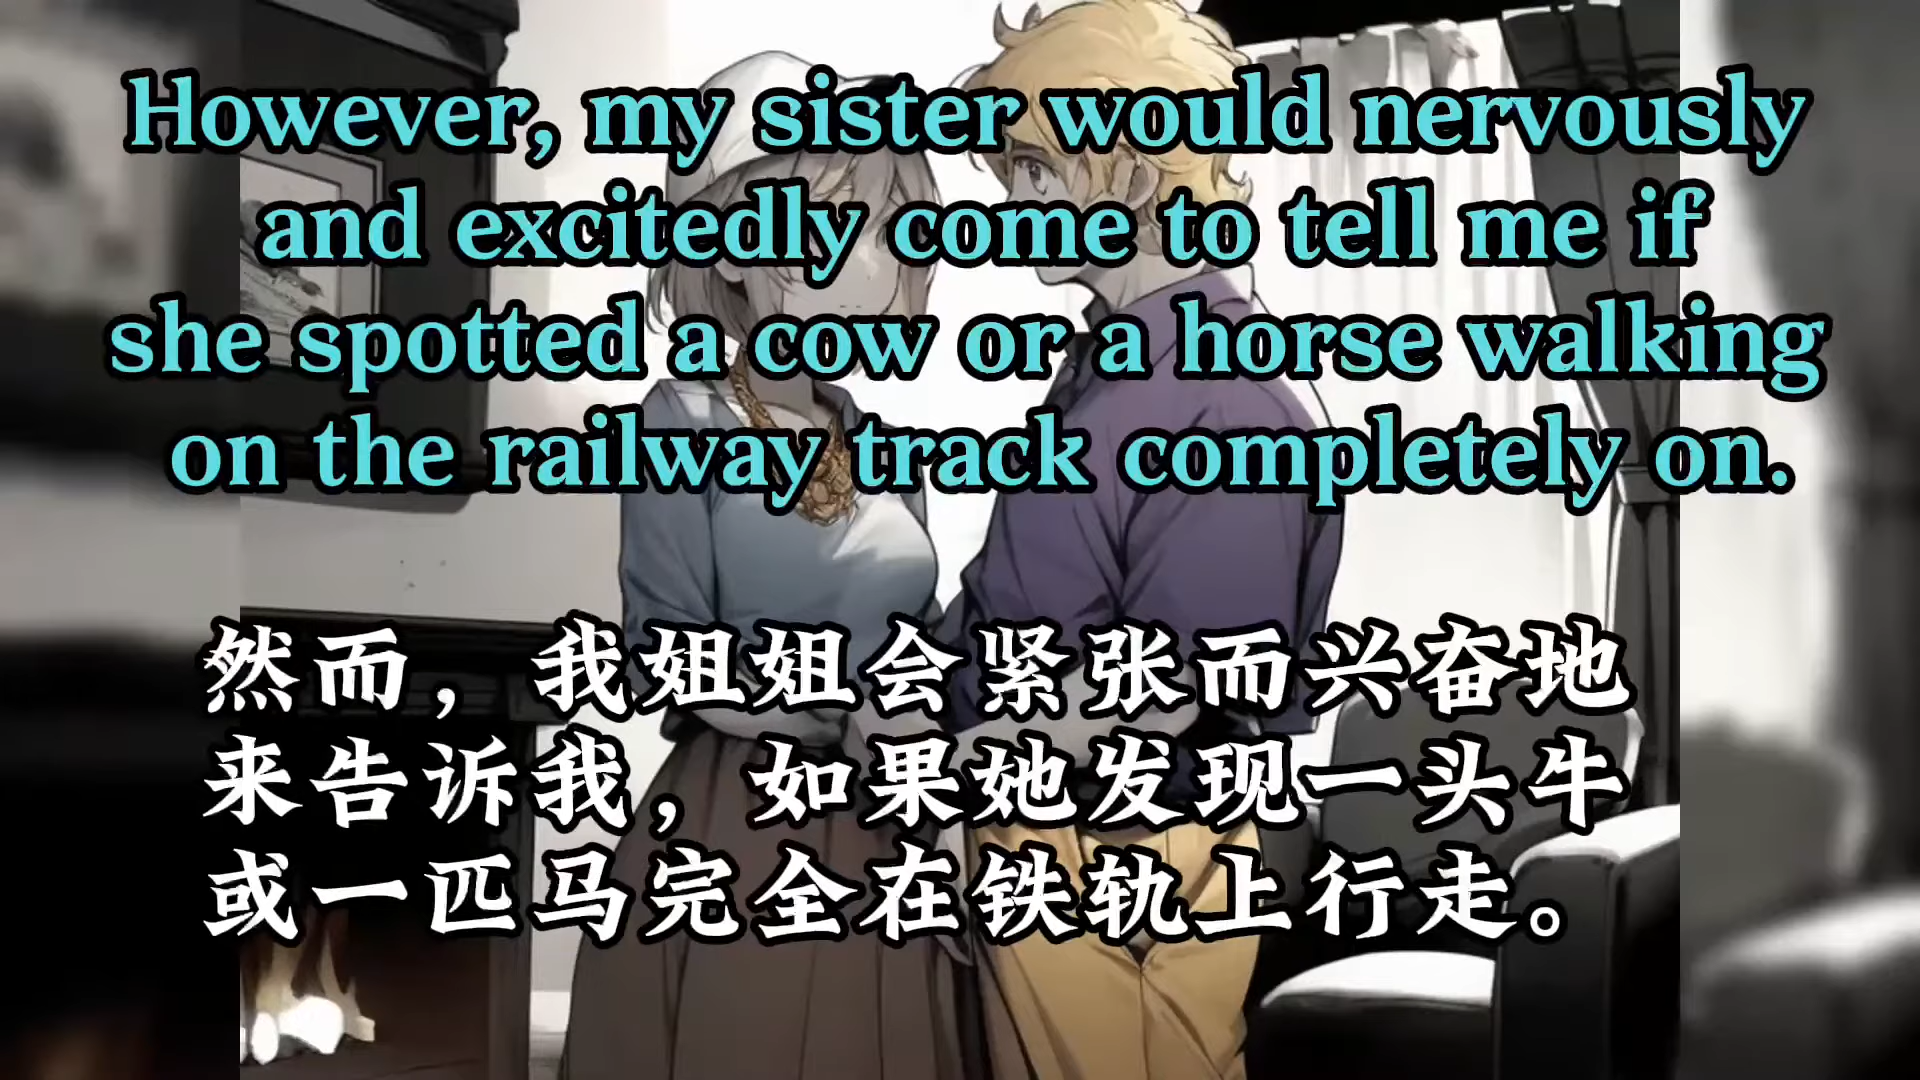 However, my sister would nervously
and excitedly come to tell me if
she spotted a cow or a horse walking
on the railway track completely on.
然而，我姐姐会紧张而兴奋地
来告诉我，如果她发现一头牛
或一匹马完全在铁轨上行走。